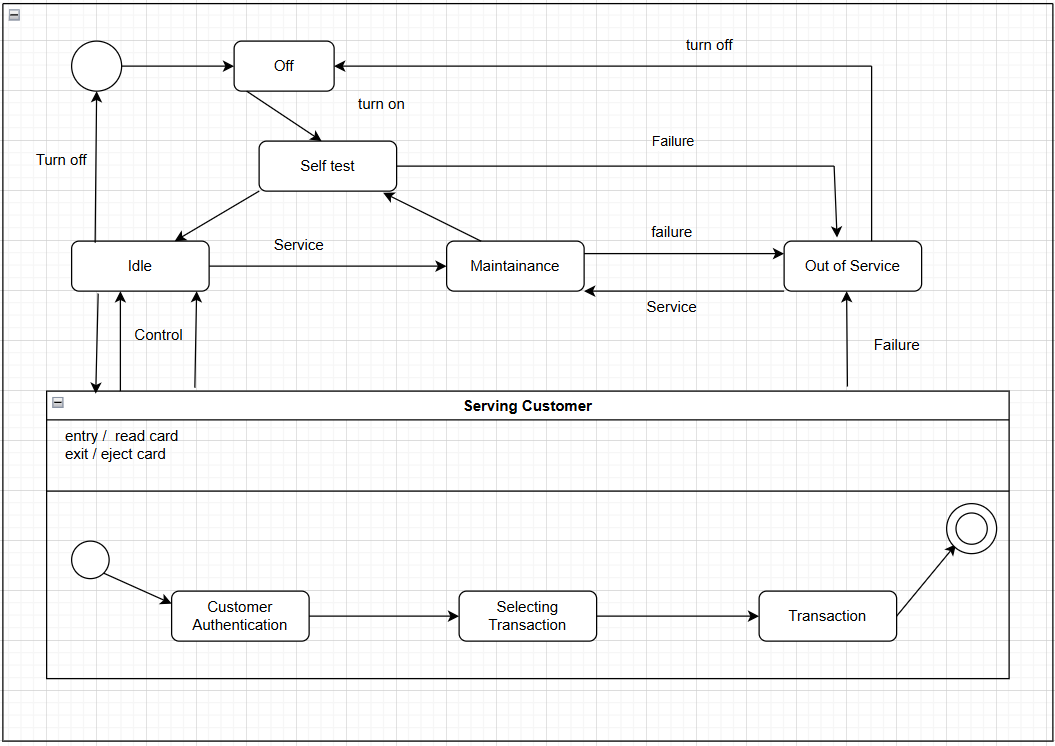 turn off
Off
turn on
Failure
Turn off
Self test
failure
Service
Idle
Maintainance
Out of Service
Service
Control
Failure
Serving Customer
entry /  read card
exit / eject card
Customer
Authentication
Selecting
Transaction
Transaction